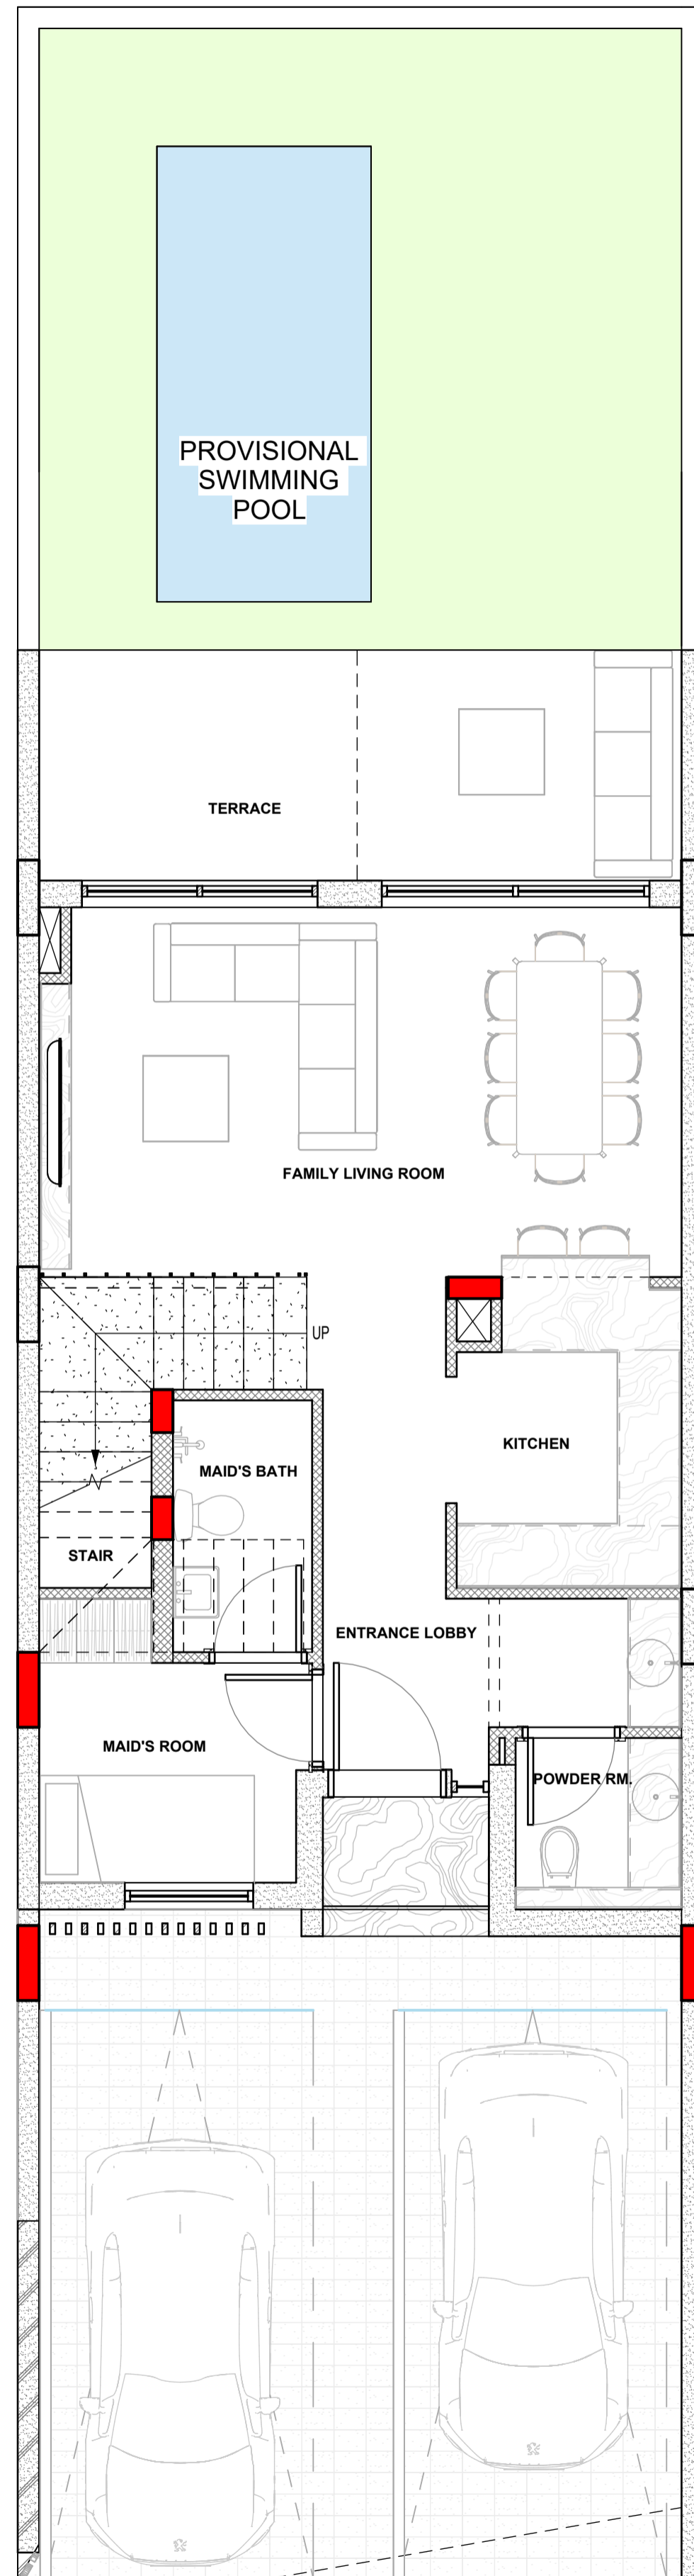 PROVISIONAL
SWIMMING
POOL
TERRACE
FAMILY LIVING ROOM
UP
KITCHEN
MAID'S BATH
STAIR
ENTRANCE LOBBY
MAID'S ROOM
POWDER RM.